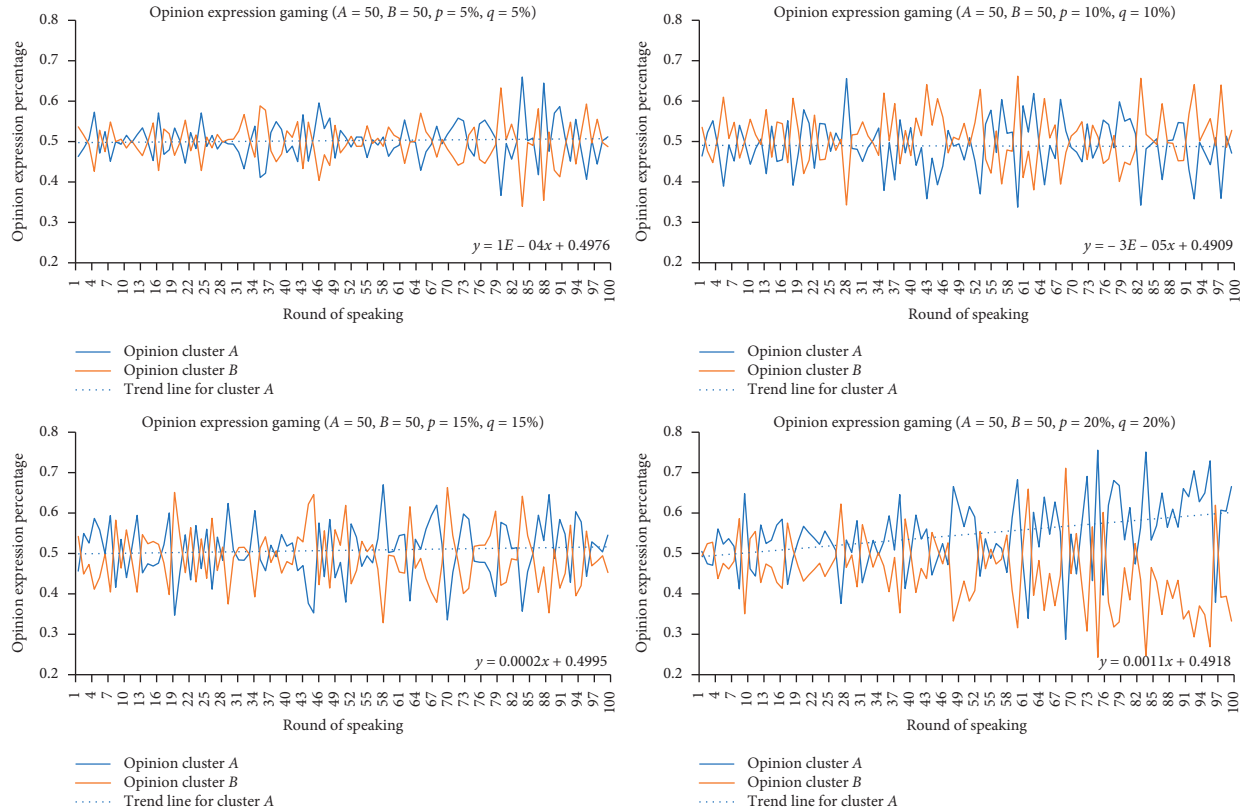 Opinion expression gaming (A = 50, B = 50, p = 5%, q = 5%)
Opinion expression percentage
0.8
0.7
0.6
0.5
0.4
0.3
0.2
y = 1E – 04x + 0.4976
1 4 7 10 13 16 19 22 25 28 31 34 37 40 43 46 49 52 55 58 61 64 67 70 73 76 79 82 85 88 91 94 97 100
Round of speaking
Opinion cluster A
Opinion cluster B
Trend line for cluster A
Opinion expression gaming (A = 50, B = 50, p = 10%, q = 10%)
Opinion expression percentage
0.8
0.7
0.6
0.5
0.4
0.3
0.2
y = – 3E – 05x + 0.4909
1 4 7 10 13 16 19 22 25 28 31 34 37 40 43 46 49 52 55 58 61 64 67 70 73 76 79 82 85 88 91 94 97 100
Round of speaking
Opinion cluster A
Opinion cluster B
Trend line for cluster A
Opinion expression gaming (A = 50, B = 50, p = 15%, q = 15%)
Opinion expression percentage
0.8
0.7
0.6
0.5
0.4
0.3
0.2
y = 0.0002x + 0.4995
1 4 7 10 13 16 19 22 25 28 31 34 37 40 43 46 49 52 55 58 61 64 67 70 73 76 79 82 85 88 91 94 97 100
Round of speaking
Opinion cluster A
Opinion cluster B
Trend line for cluster A
Opinion expression gaming (A = 50, B = 50, p = 20%, q = 20%)
Opinion expression percentage
0.8
0.7
0.6
0.5
0.4
0.3
0.2
y = 0.0011x + 0.4918
1 4 7 10 13 16 19 22 25 28 31 34 37 40 43 46 49 52 55 58 61 64 67 70 73 76 79 82 85 88 91 94 97 100
Round of speaking
Opinion cluster A
Opinion cluster B
Trend line for cluster A